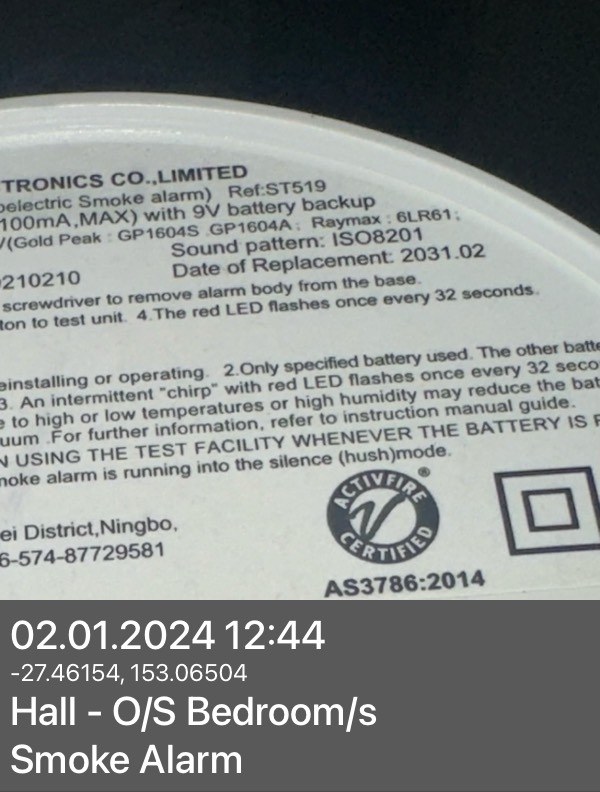 TRONICS CO.,LIMITED
oelectric Smoke alarm) Ref:ST519
100mA,MAX) with 9V battery backup
/(Gold Peak : GP1604S GP1604A ; Raymax : 6LR61;
Sound pattern: ISO8201
210210 Date of Replacement: 2031.02
screwdriver to remove alarm body from the base.
ton to test unit. 4.The red LED flashes once every 32 seconds.
einstalling or operating. 2.Only specified battery used. The other batte
3. An intermittent "chirp" with red LED flashes once every 32 seco
e to high or low temperatures or high humidity may reduce the bat
uum .For further information, refer to instruction manual guide.
N USING THE TEST FACILITY WHENEVER THE BATTERY IS F
noke alarm is running into the silence (hush)mode.
ACTIVFIRE ®
CERTIFIED
ei District,Ningbo,
6-574-87729581
AS3786:2014
02.01.2024 12:44
-27.46154, 153.06504
Hall - O/S Bedroom/s
Smoke Alarm